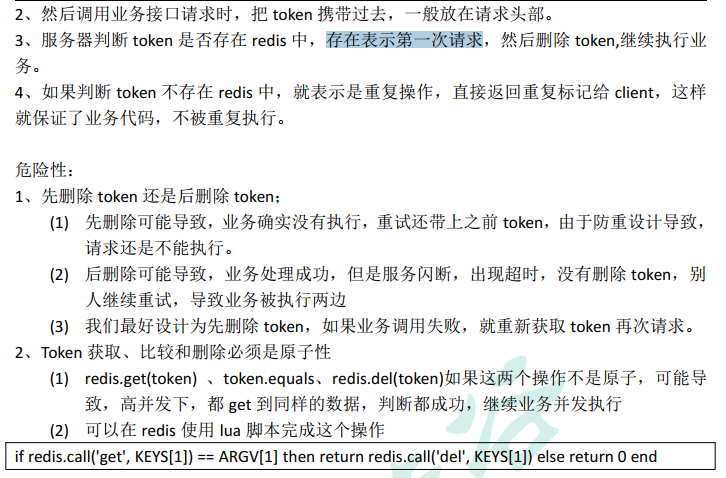 2、然后调用业务接口请求时，把 token 携带过去，一般放在请求头部。
3、服务器判断 token 是否存在 redis 中，存在表示第一次请求，然后删除 token,继续执行业
务。
4、如果判断 token 不存在 redis 中，就表示是重复操作，直接返回重复标记给 client，这样
就保证了业务代码，不被重复执行。
危险性：
1、先删除 token 还是后删除 token；
(1) 先删除可能导致，业务确实没有执行，重试还带上之前 token，由于防重设计导致，
请求还是不能执行。
(2) 后删除可能导致，业务处理成功，但是服务闪断，出现超时，没有删除 token，别
人继续重试，导致业务被执行两边
(3) 我们最好设计为先删除 token，如果业务调用失败，就重新获取 token 再次请求。
2、Token 获取、比较和删除必须是原子性
(1) redis.get(token) 、token.equals、redis.del(token)如果这两个操作不是原子，可能导
致，高并发下，都 get 到同样的数据，判断都成功，继续业务并发执行
(2) 可以在 redis 使用 lua 脚本完成这个操作
if redis.call('get', KEYS[1]) == ARGV[1] then return redis.call('del', KEYS[1]) else return 0 end